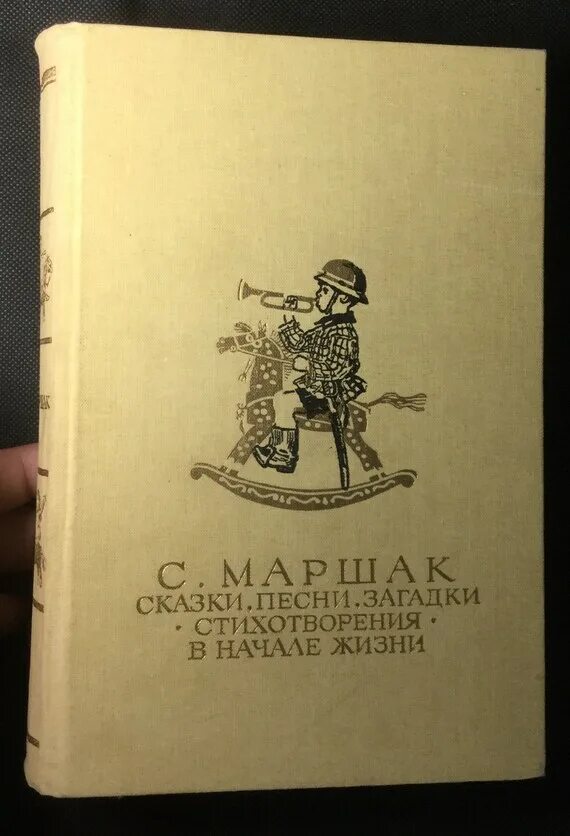 С. МАРШАК
СКАЗКИ. ПЕСНИ. ЗАГАДКИ
· СТИХОТВОРЕНИЯ ·
В НАЧАЛЕ ЖИЗНИ